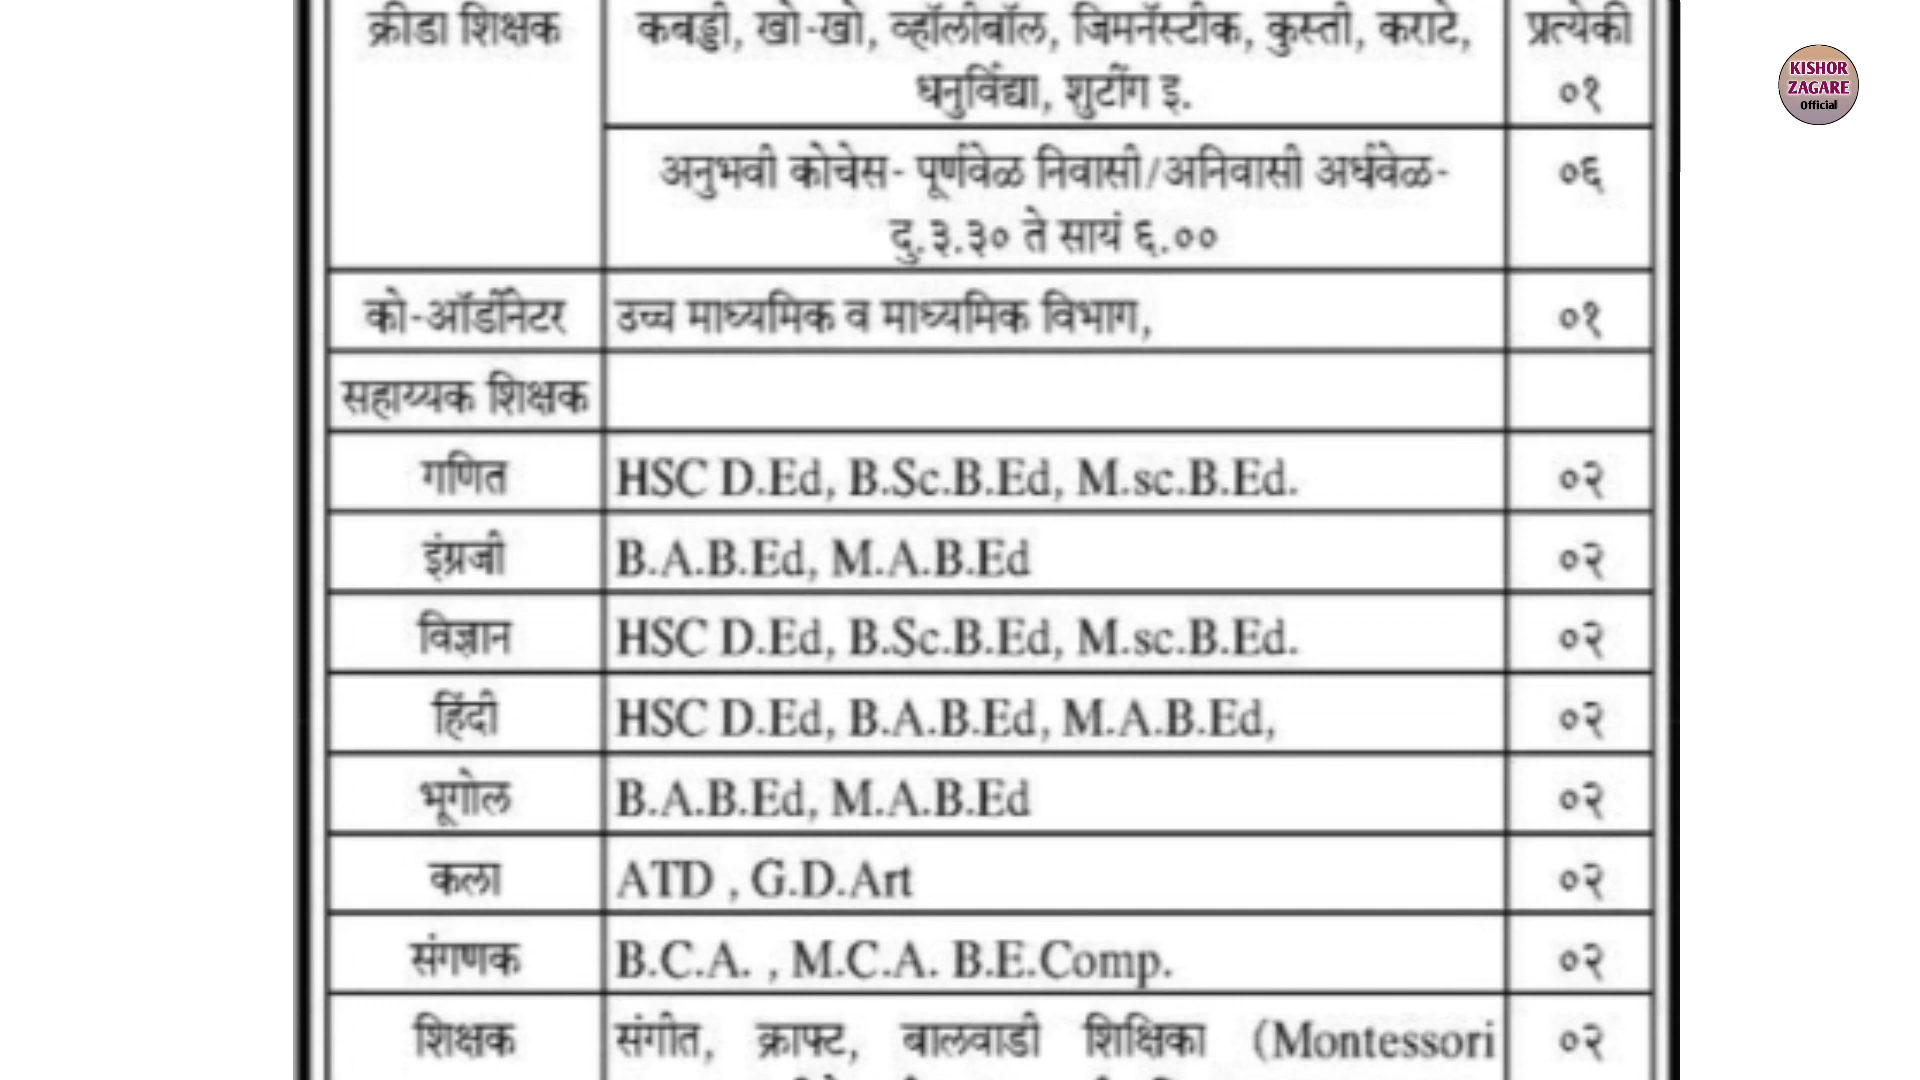 क्रीडा शिक्षक कबड्डी, खो-खो, व्हॉलीबॉल, जिमनॅस्टीक, कुस्ती, कराटे, प्रत्येकी
धनुर्विद्या, शुटींग इ. ०१
अनुभवी कोचेस- पूर्णवेळ निवासी/अनिवासी अर्धवेळ- ०६
दु.३.३० ते सायं ६.००
को-ऑर्डीनेटर उच्च माध्यमिक व माध्यमिक विभाग, ०१
सहाय्यक शिक्षक
गणित HSC D.Ed, B.Sc.B.Ed, M.sc.B.Ed. ०२
इंग्रजी B.A.B.Ed, M.A.B.Ed ०२
विज्ञान HSC D.Ed, B.Sc.B.Ed, M.sc.B.Ed. ०२
हिंदी HSC D.Ed, B.A.B.Ed, M.A.B.Ed, ०२
भूगोल B.A.B.Ed, M.A.B.Ed ०२
कला ATD , G.D.Art ०२
संगणक B.C.A. , M.C.A. B.E.Comp. ०२
शिक्षक संगीत, क्राफ्ट, बालवाडी शिक्षिका (Montessori ०२
KISHOR
ZAGARE
Official